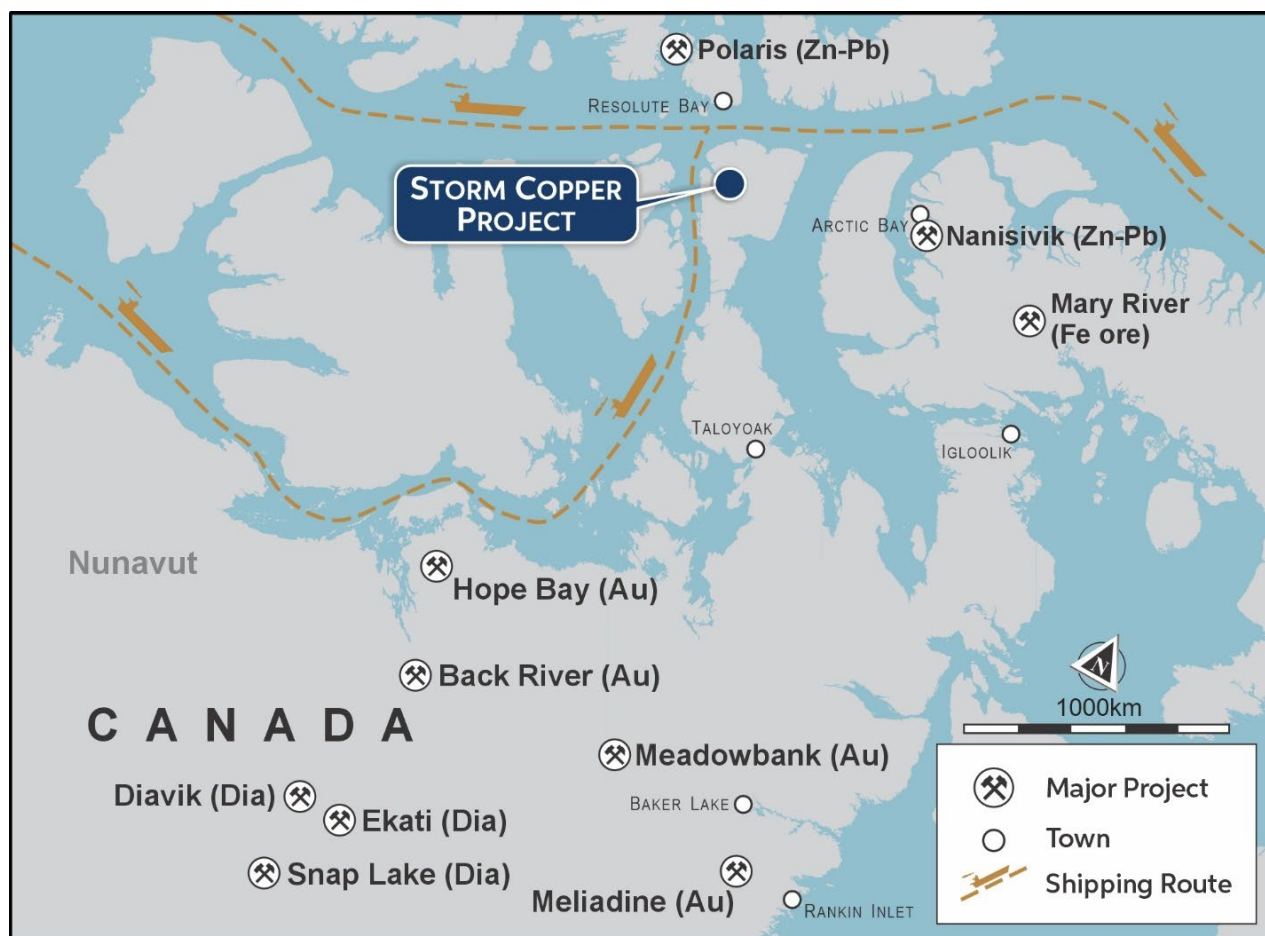 Polaris (Zn-Pb)
RESOLUTE BAY
STORM COPPER
PROJECT
ARCTIC BAY
Nanisivik (Zn-Pb)
Mary River
(Fe ore)
TALOYOAK
IGLOOLIK
Nunavut
Hope Bay (Au)
Back River (Au)
N
CANADA
1000km
Meadowbank (Au)
Diavik (Dia)
BAKER LAKE
Ekati (Dia)
Snap Lake (Dia)
Meliadine (Au)
RANKIN INLET
Major Project
Town
Shipping Route